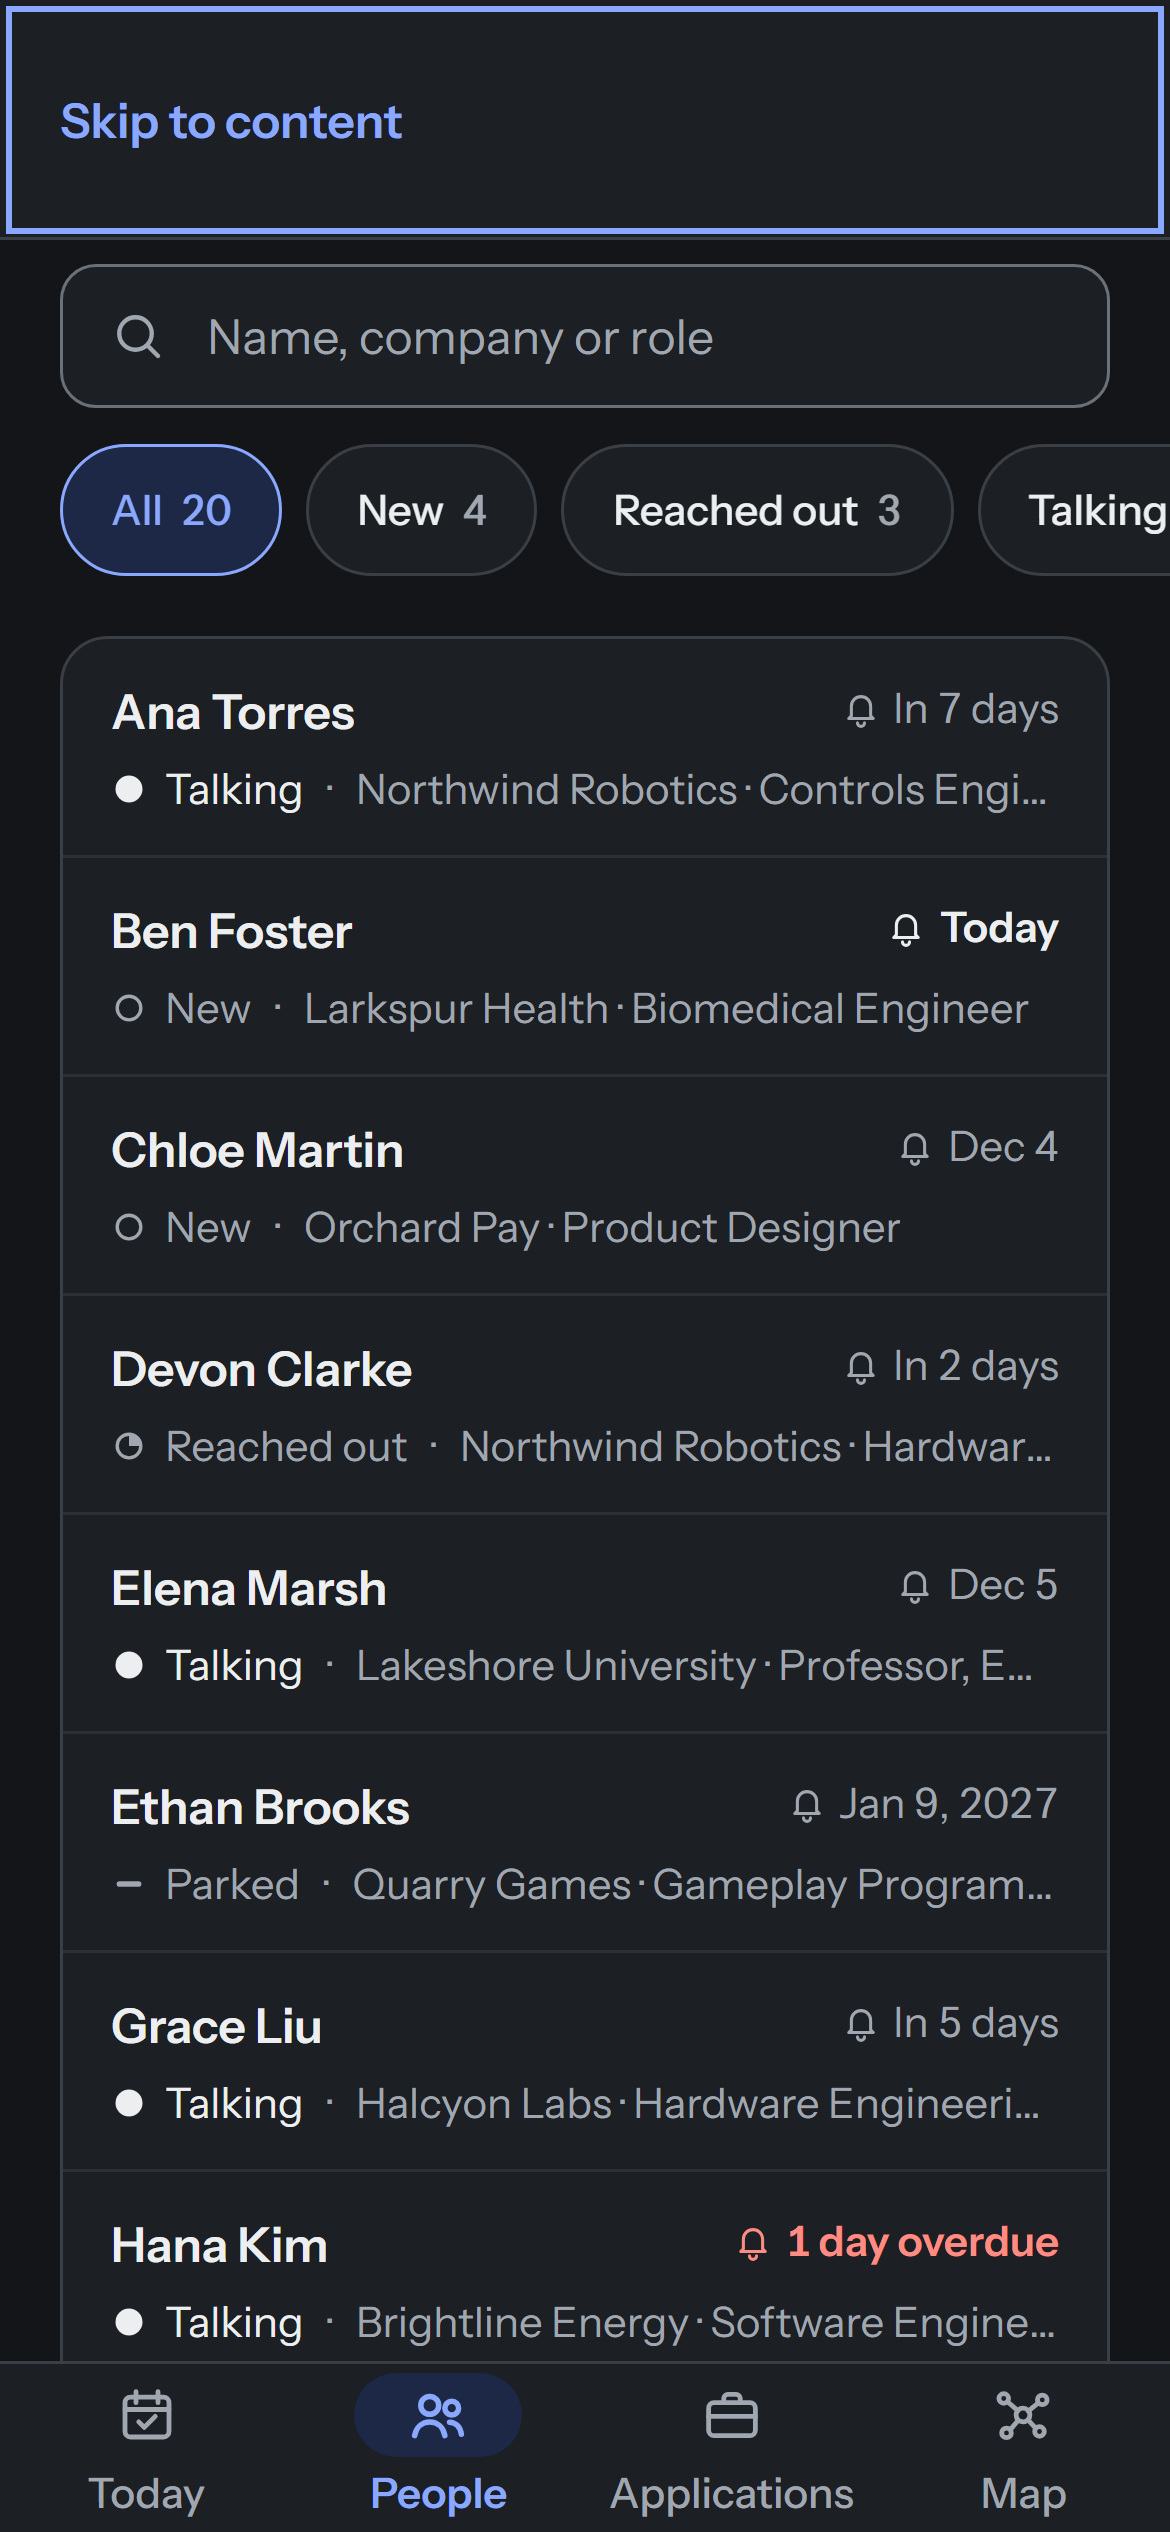 Skip to content
Name, company or role
All 20 New 4 Reached out 3 Talking
Ana Torres In 7 days
Talking · Northwind Robotics · Controls Engi...
Ben Foster Today
New · Larkspur Health · Biomedical Engineer
Chloe Martin Dec 4
New · Orchard Pay · Product Designer
Devon Clarke In 2 days
Reached out · Northwind Robotics · Hardwar...
Elena Marsh Dec 5
Talking · Lakeshore University · Professor, E...
Ethan Brooks Jan 9, 2027
Parked · Quarry Games · Gameplay Program...
Grace Liu In 5 days
Talking · Halcyon Labs · Hardware Engineeri...
Hana Kim 1 day overdue
Talking · Brightline Energy · Software Engine...
Today People Applications Map